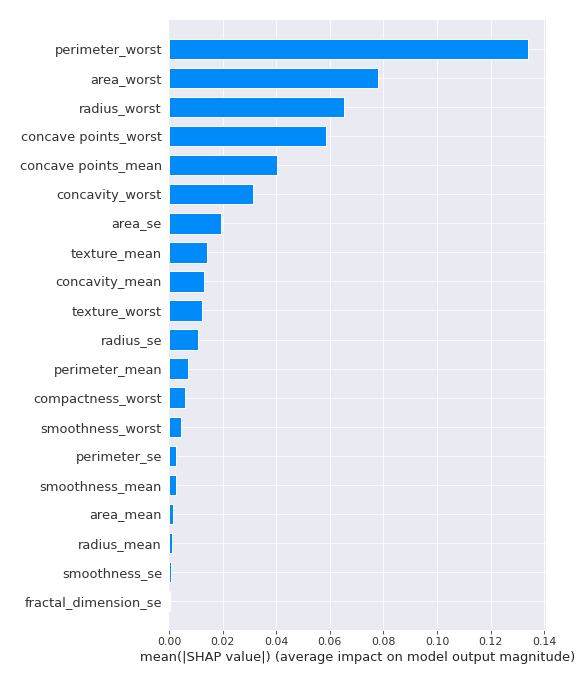 perimeter_worst
area_worst
radius_worst
concave points_worst
concave points_mean
concavity_worst
area_se
texture_mean
concavity_mean
texture_worst
radius_se
perimeter_mean
compactness_worst
smoothness_worst
perimeter_se
smoothness_mean
area_mean
radius_mean
smoothness_se
fractal_dimension_se
0.00 0.02 0.04 0.06 0.08 0.10 0.12 0.14
mean(|SHAP value|) (average impact on model output magnitude)